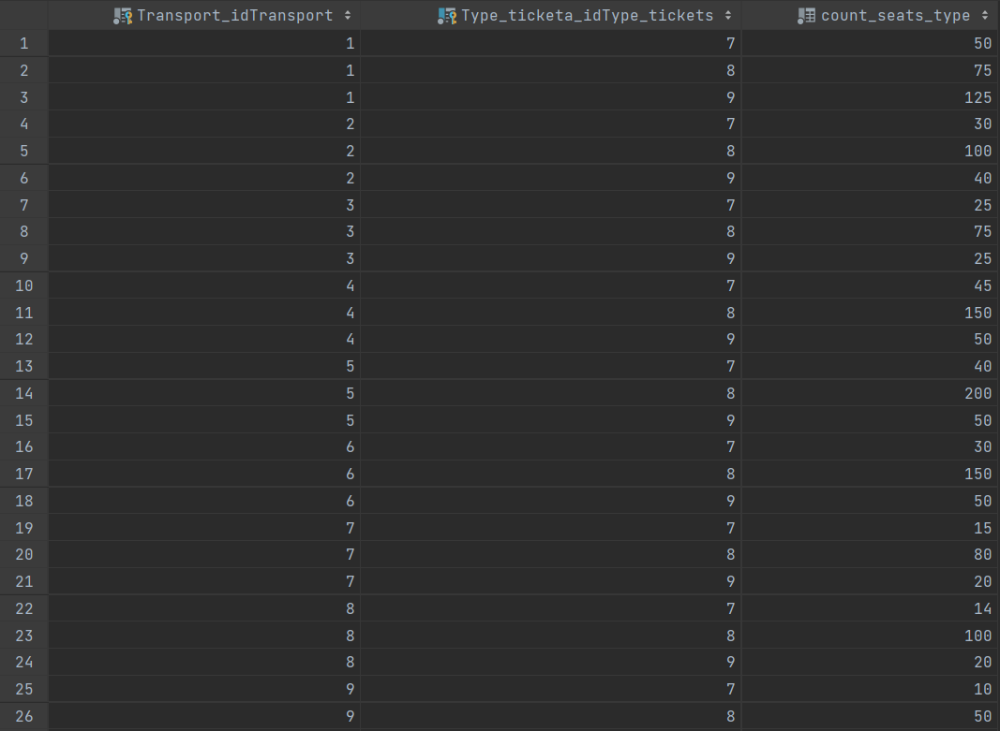 Transport_idTransport Type_ticketa_idType_tickets count_seats_type
1 1 7 50
2 1 8 75
3 1 9 125
4 2 7 30
5 2 8 100
6 2 9 40
7 3 7 25
8 3 8 75
9 3 9 25
10 4 7 45
11 4 8 150
12 4 9 50
13 5 7 40
14 5 8 200
15 5 9 50
16 6 7 30
17 6 8 150
18 6 9 50
19 7 7 15
20 7 8 80
21 7 9 20
22 8 7 14
23 8 8 100
24 8 9 20
25 9 7 10
26 9 8 50